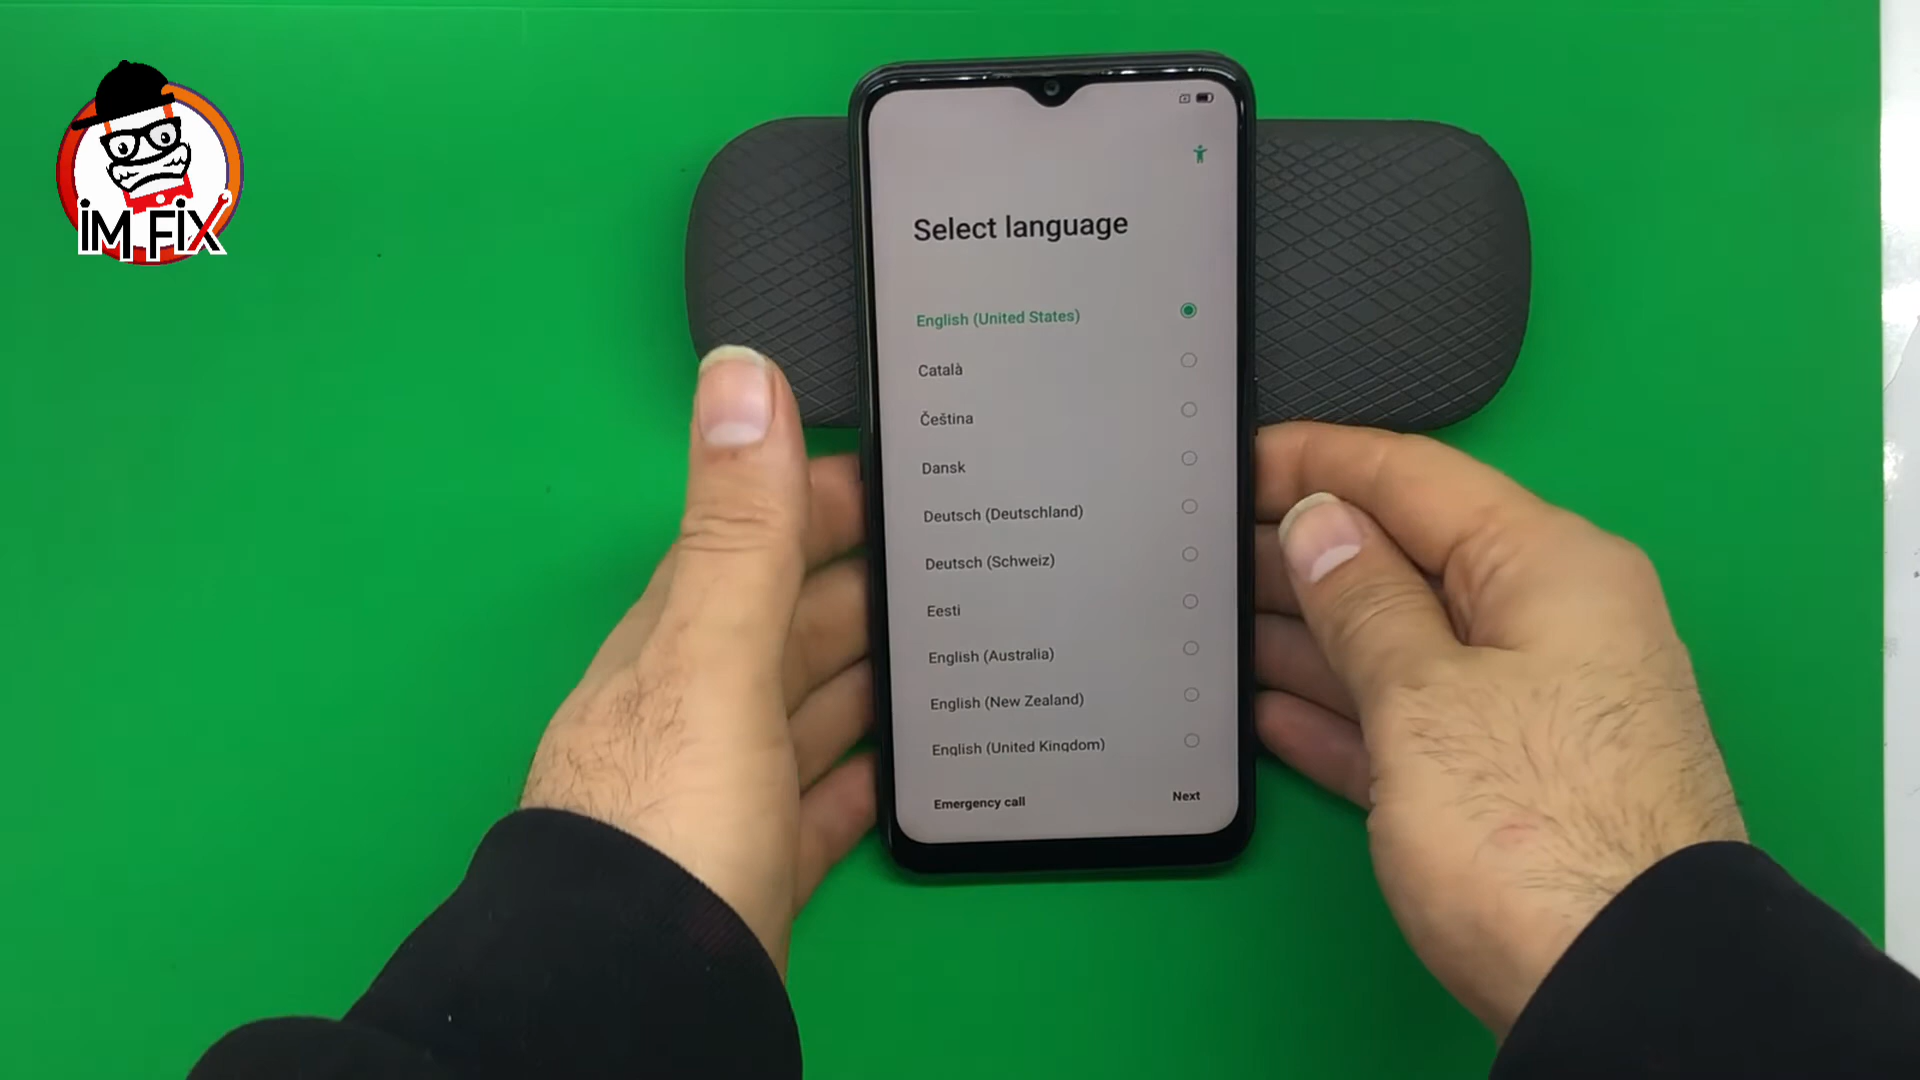 iM FiX
Select language
English (United States)
Català
Čeština
Dansk
Deutsch (Deutschland)
Deutsch (Schweiz)
Eesti
English (Australia)
English (New Zealand)
English (United Kingdom)
Emergency call
Next